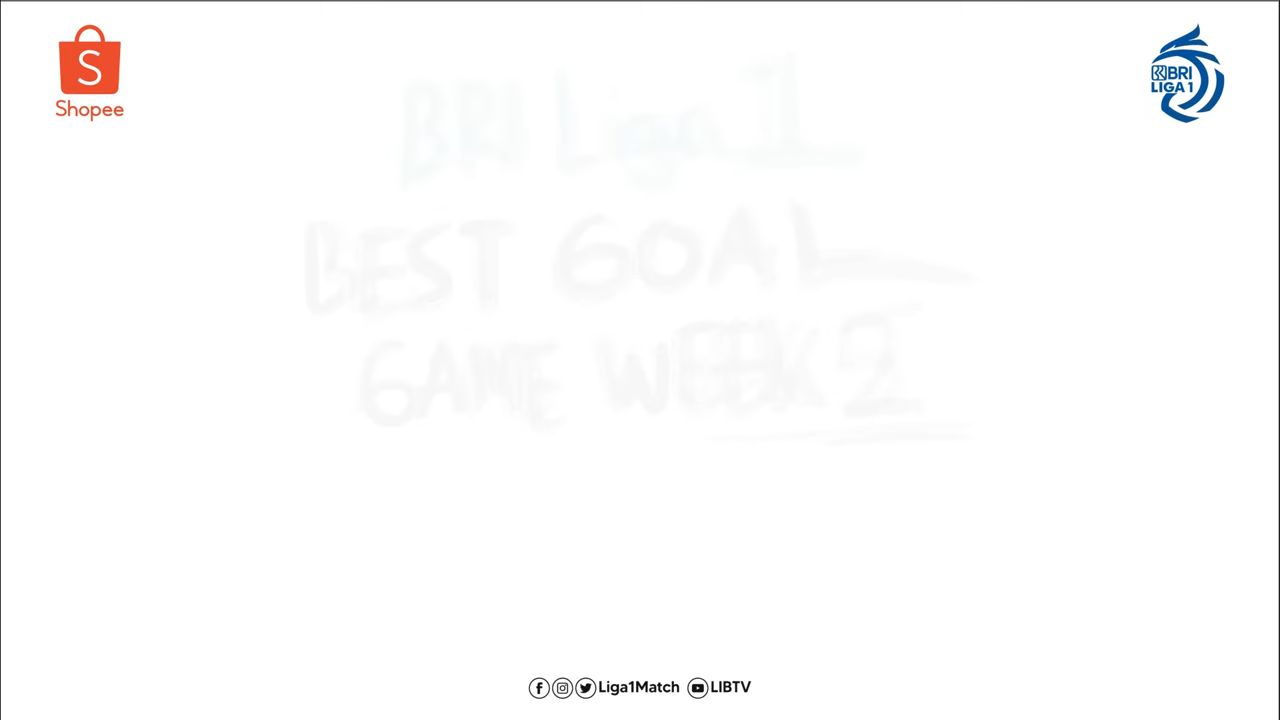 S
Shopee
BRI
LIGA 1
BRI Liga 1
BEST GOAL
GAME WEEK 2
Liga1Match LIBTV